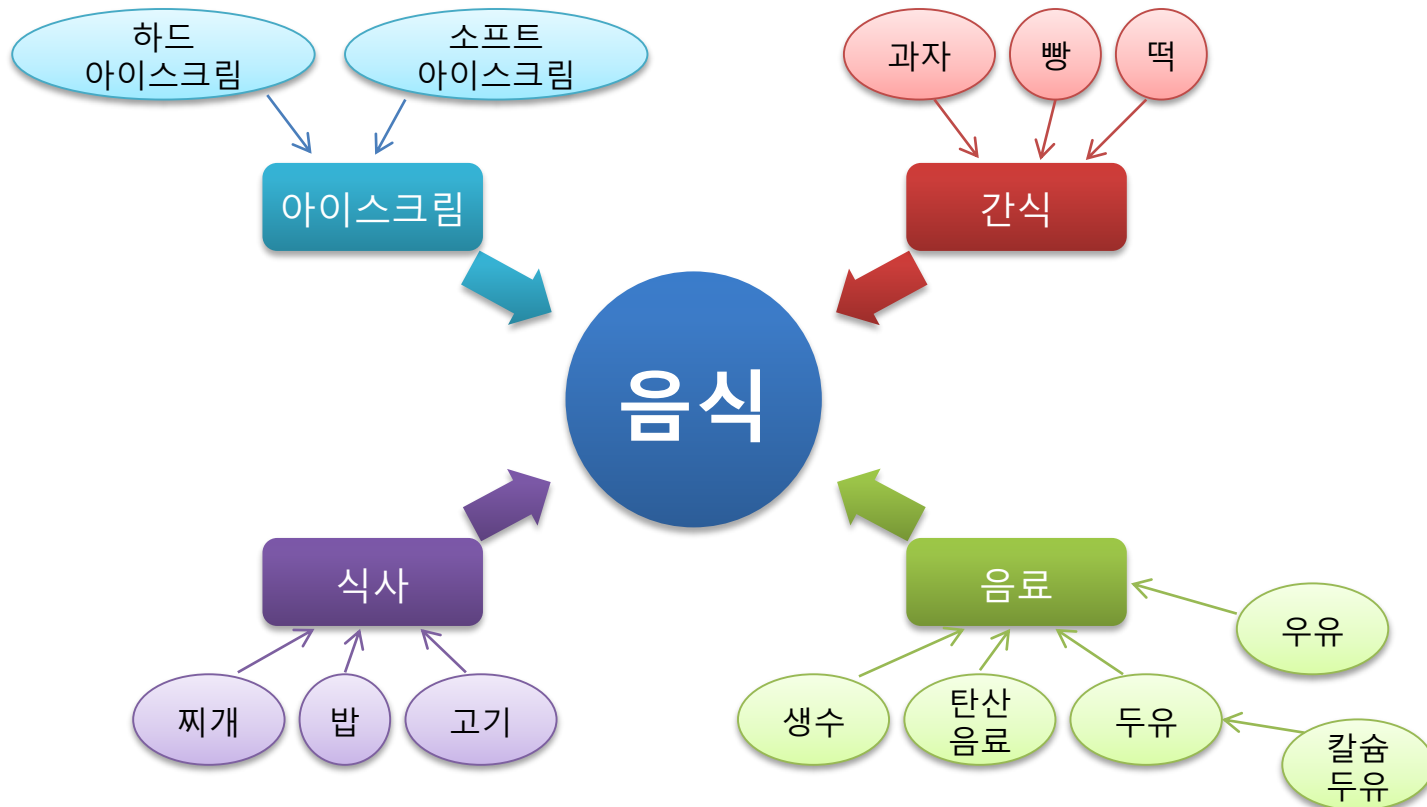 하드
아이스크림
소프트
아이스크림
과자
빵
떡
아이스크림
간식
음식
식사
음료
우유
찌개
밥
고기
생수
탄산
음료
두유
칼슘
두유